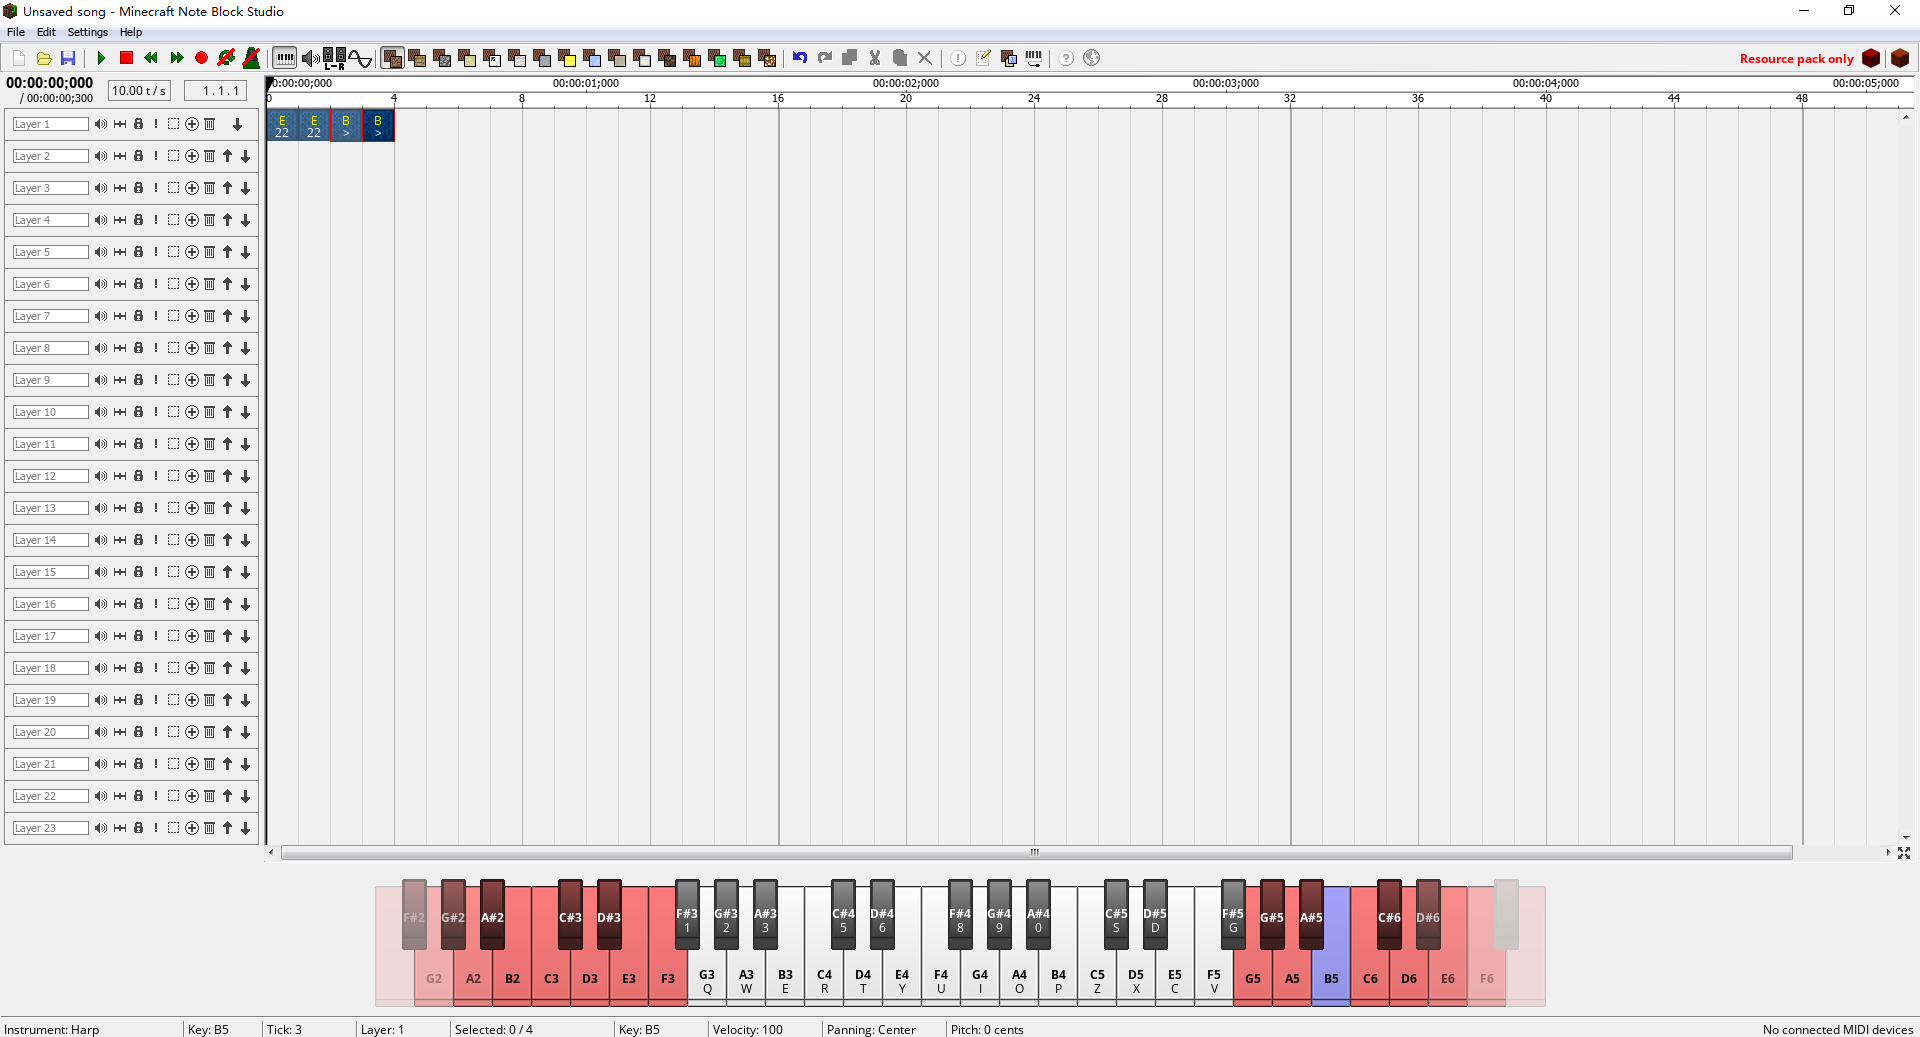 Unsaved song - Minecraft Note Block Studio
File Edit Settings Help
L-R
Resource pack only
00:00:00;000
/ 00:00:00;300
10.00 t / s
1 . 1 . 1
0:00:00;000 00:00:01;000 00:00:02;000 00:00:03;000 00:00:04;000 00:00:05;000
0 4 8 12 16 20 24 28 32 36 40 44 48
Layer 1
E E B B
22 22 > >
Layer 2
Layer 3
Layer 4
Layer 5
Layer 6
Layer 7
Layer 8
Layer 9
Layer 10
Layer 11
Layer 12
Layer 13
Layer 14
Layer 15
Layer 16
Layer 17
Layer 18
Layer 19
Layer 20
Layer 21
Layer 22
Layer 23
F#2 G#2 A#2 C#3 D#3 F#3 G#3 A#3 C#4 D#4 F#4 G#4 A#4 C#5 D#5 F#5 G#5 A#5 C#6 D#6
1 2 3 5 6 8 9 0 S D G
G2 A2 B2 C3 D3 E3 F3 G3 A3 B3 C4 D4 E4 F4 G4 A4 B4 C5 D5 E5 F5 G5 A5 B5 C6 D6 E6 F6
Q W E R T Y U I O P Z X C V
Instrument: Harp Key: B5 Tick: 3 Layer: 1 Selected: 0 / 4 Key: B5 Velocity: 100 Panning: Center Pitch: 0 cents No connected MIDI devices